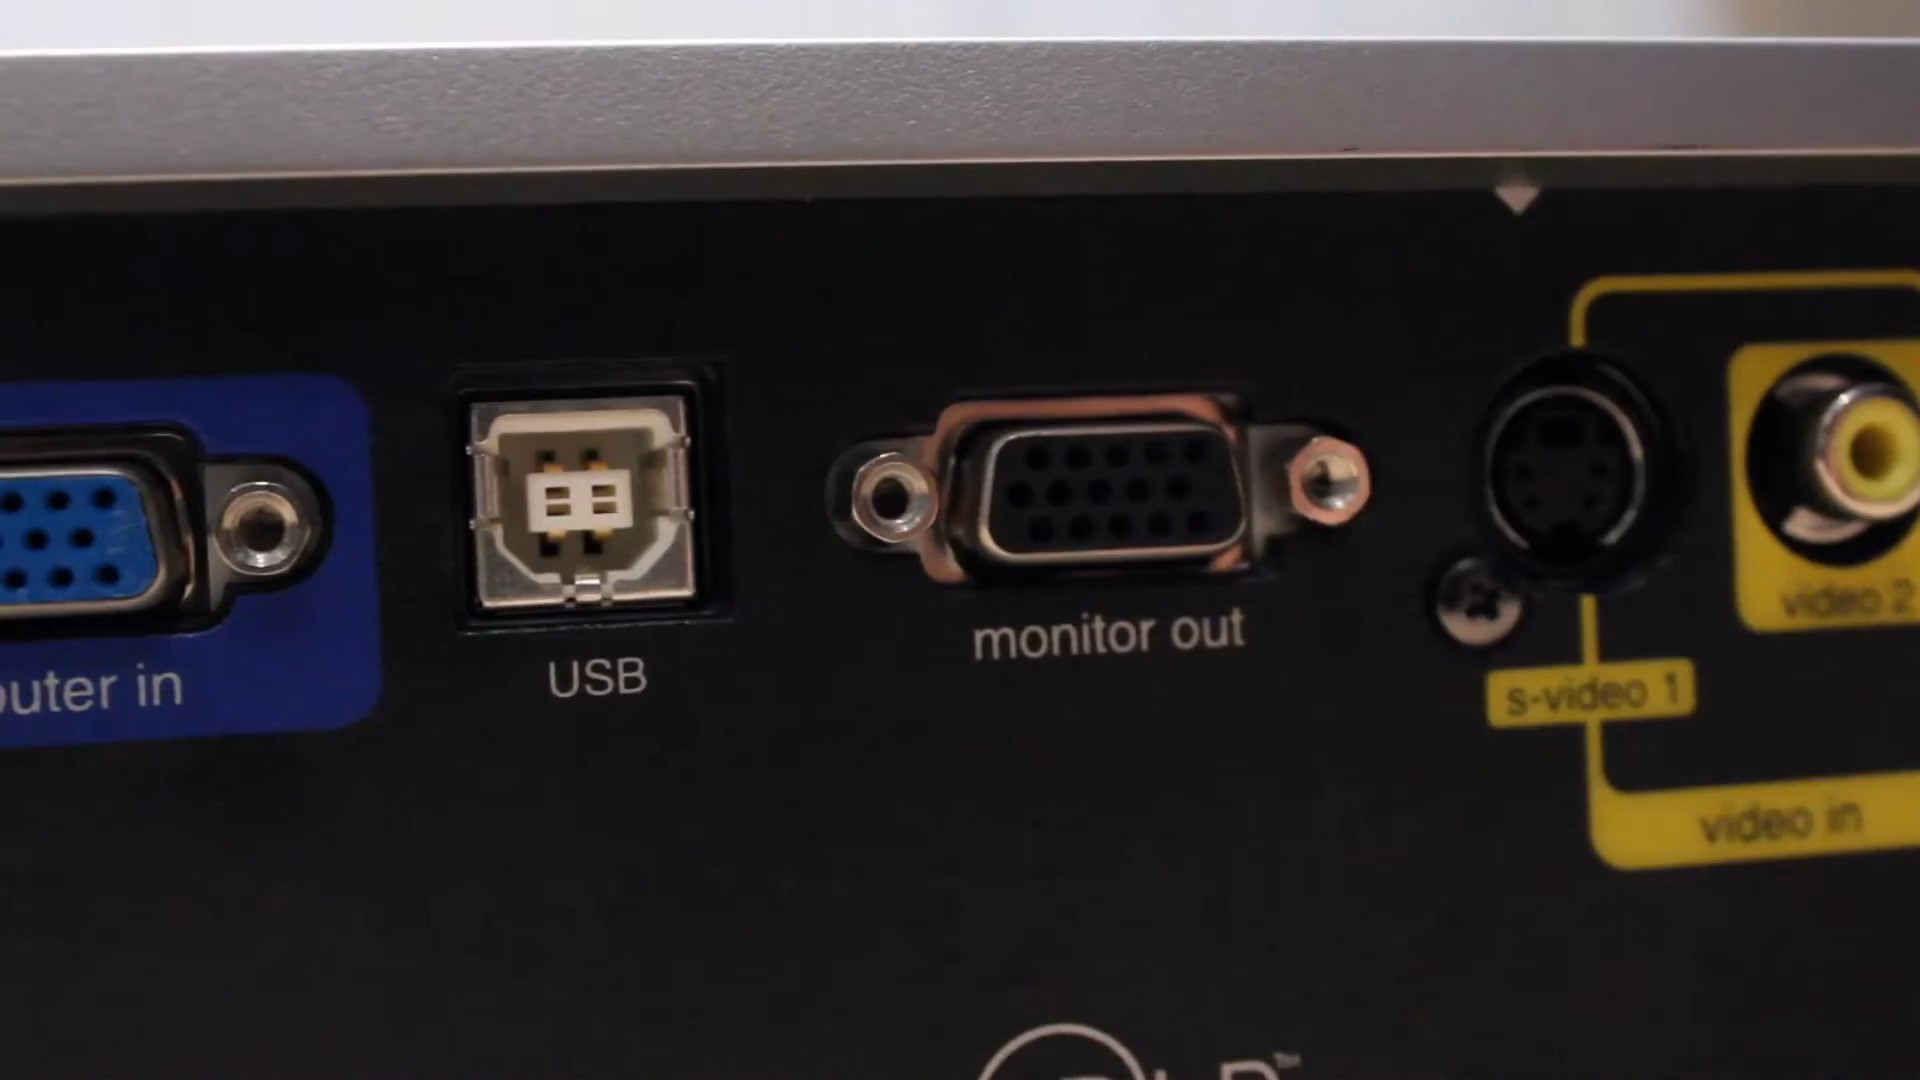 uter in
USB
monitor out
s-video 1
video 2
video in